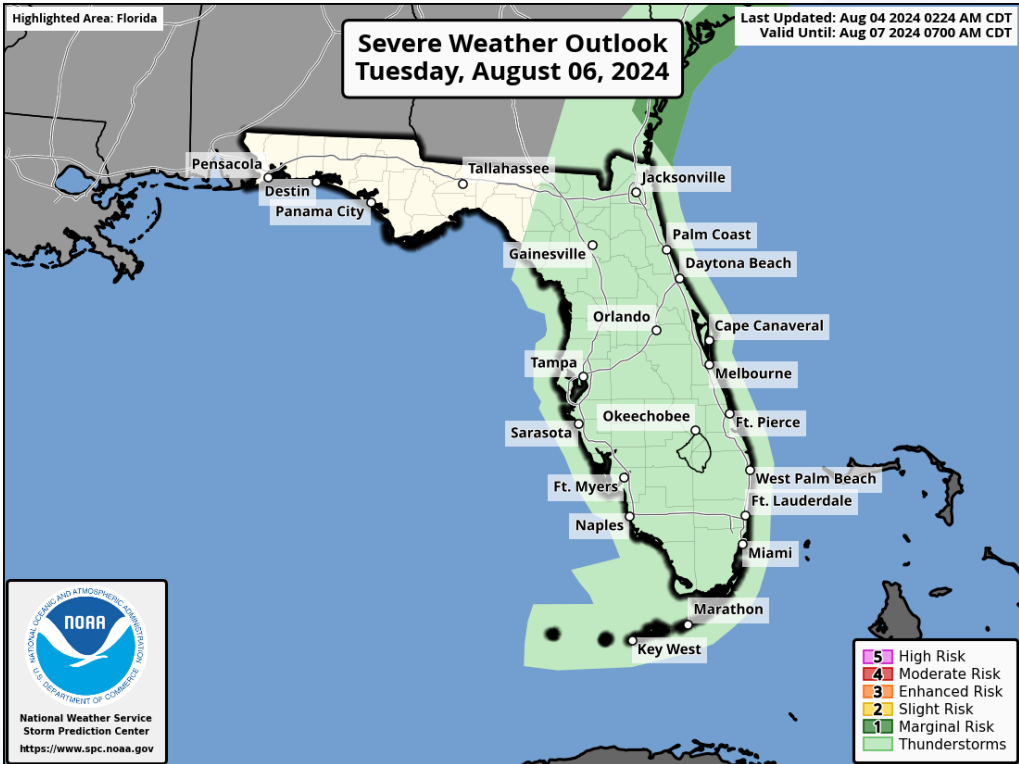 Highlighted Area: Florida
Severe Weather Outlook
Tuesday, August 06, 2024
Last Updated: Aug 04 2024 0224 AM CDT
Valid Until: Aug 07 2024 0700 AM CDT
Pensacola
Destin
Panama City
Tallahassee
Jacksonville
Palm Coast
Gainesville
Daytona Beach
Orlando
Cape Canaveral
Tampa
Melbourne
Okeechobee
Ft. Pierce
Sarasota
West Palm Beach
Ft. Myers
Ft. Lauderdale
Naples
Miami
Marathon
Key West
NATIONAL OCEANIC AND ATMOSPHERIC ADMINISTRATION
NOAA
U.S. DEPARTMENT OF COMMERCE
National Weather Service
Storm Prediction Center
https://www.spc.noaa.gov
5 High Risk
4 Moderate Risk
3 Enhanced Risk
2 Slight Risk
1 Marginal Risk
Thunderstorms